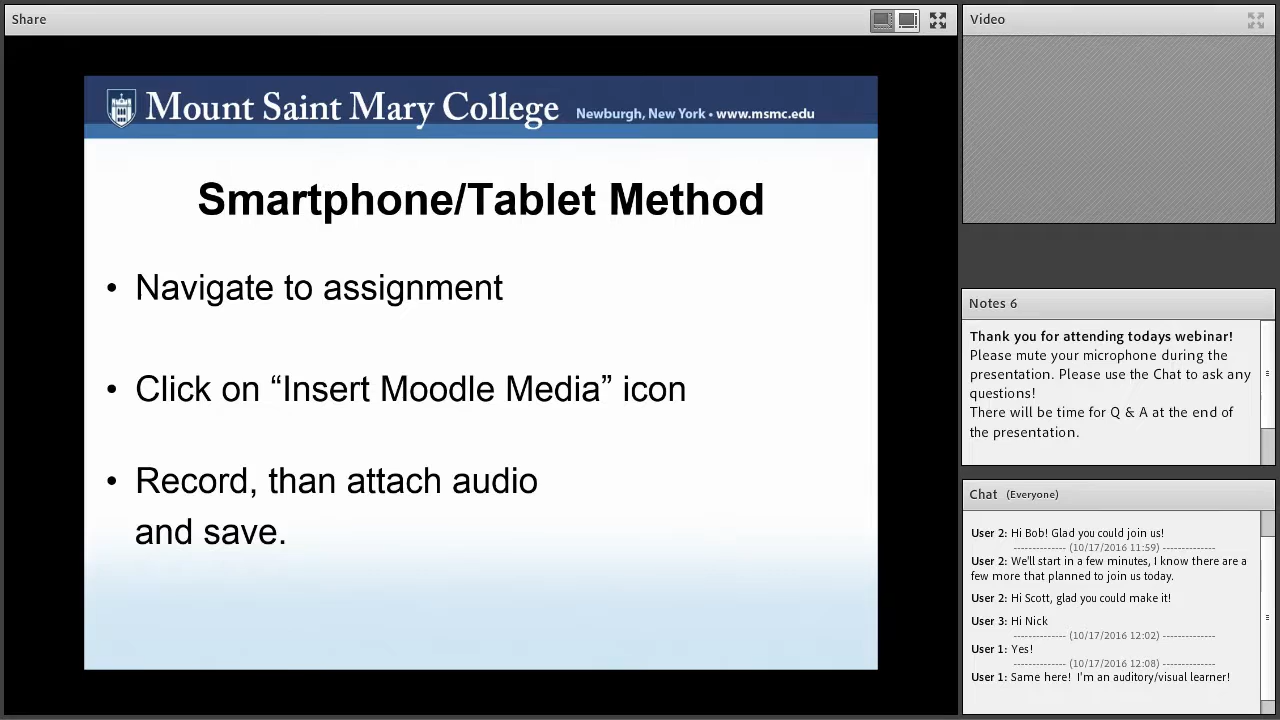 Share
Mount Saint Mary College Newburgh, New York • www.msmc.edu
Smartphone/Tablet Method
• Navigate to assignment
• Click on “Insert Moodle Media” icon
• Record, than attach audio
and save.
Video
Notes 6
Thank you for attending todays webinar!
Please mute your microphone during the
presentation. Please use the Chat to ask any
questions!
There will be time for Q & A at the end of
the presentation.
Chat (Everyone)
User 2: Hi Bob! Glad you could join us!
-------------- (10/17/2016 11:59) --------------
User 2: We'll start in a few minutes, I know there are a
few more that planned to join us today.
User 2: Hi Scott, glad you could make it!
User 3: Hi Nick
-------------- (10/17/2016 12:02) --------------
User 1: Yes!
-------------- (10/17/2016 12:08) --------------
User 1: Same here! I'm an auditory/visual learner!